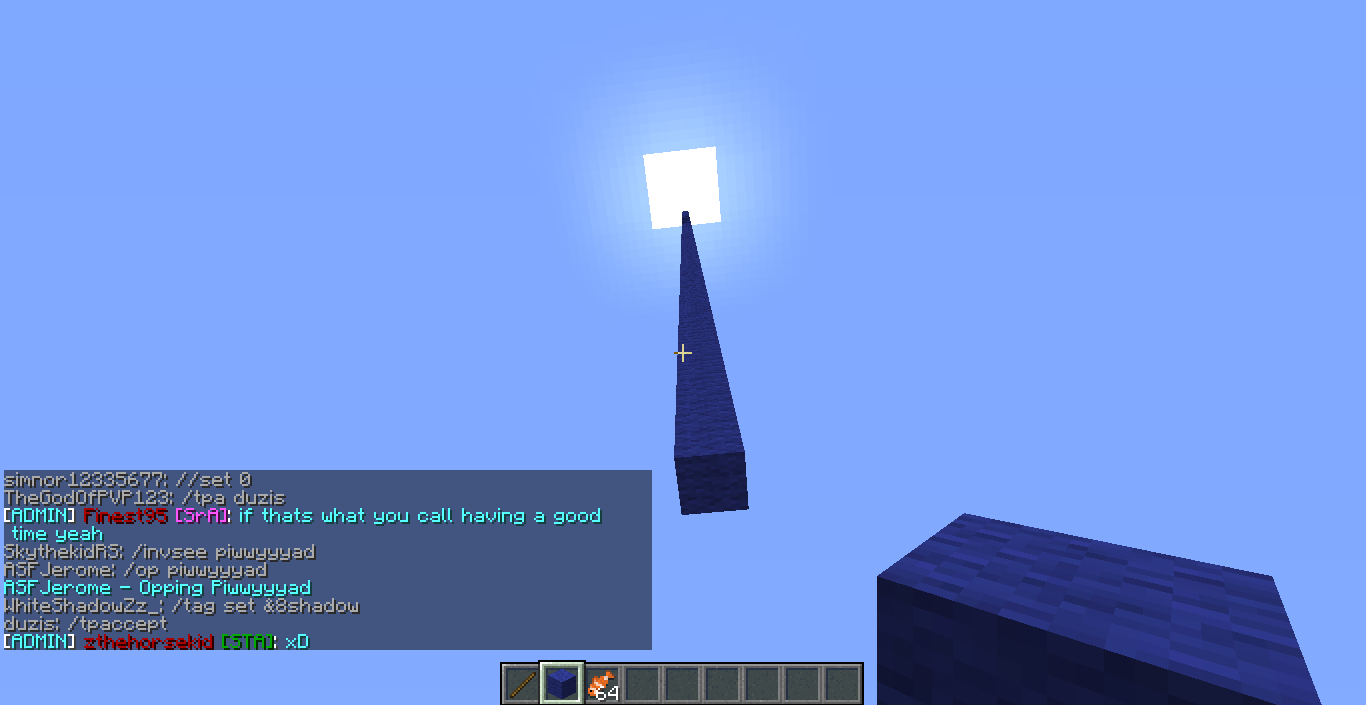 simnor12335677: //set 0
TheGodOfPVP123: /tpa duzis
[ADMIN] Finest95 [SrA]: if thats what you call having a good
time yeah
SkythekidRS: /invsee piwwyyyad
ASFJerome: /op piwwyyyad
ASFJerome - Opping Piwwyyyad
WhiteShadowZz_: /tag set &8shadow
duzis: /tpaccept
[ADMIN] zthehorsekid [STA]: xD
64